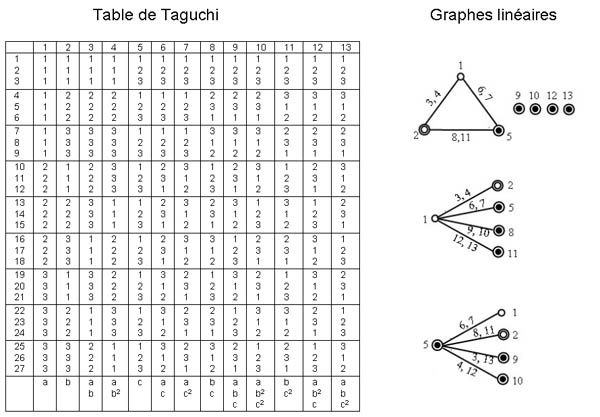 Table de Taguchi
Graphes linéaires
1 2 3 4 5 6 7 8 9 10 11 12 13
1 1 1 1 1 1 1 1 1 1 1 1 1 1
2 1 1 1 1 2 2 2 2 2 2 2 2 2
3 1 1 1 1 3 3 3 3 3 3 3 3 3
4 1 2 2 2 1 1 1 2 2 2 3 3 3
5 1 2 2 2 2 2 2 3 3 3 1 1 1
6 1 2 2 2 3 3 3 1 1 1 2 2 2
7 1 3 3 3 1 1 1 3 3 3 2 2 2
8 1 3 3 3 2 2 2 1 1 1 3 3 3
9 1 3 3 3 3 3 3 2 2 2 1 1 1
10 2 1 2 3 1 2 3 1 2 3 1 2 3
11 2 1 2 3 2 3 1 2 3 1 2 3 1
12 2 1 2 3 3 1 2 3 1 2 3 1 2
13 2 2 3 1 1 2 3 2 3 1 3 1 2
14 2 2 3 1 2 3 1 3 1 2 1 2 3
15 2 2 3 1 3 1 2 1 2 3 2 3 1
16 2 3 1 2 1 2 3 3 1 2 2 3 1
17 2 3 1 2 2 3 1 1 2 3 3 1 2
18 2 3 1 2 3 1 2 2 3 1 1 2 3
19 3 1 3 2 1 3 2 1 3 2 1 3 2
20 3 1 3 2 2 1 3 2 1 3 2 1 3
21 3 1 3 2 3 2 1 3 2 1 3 2 1
22 3 2 1 3 1 3 2 2 1 3 3 2 1
23 3 2 1 3 2 1 3 3 2 1 1 3 2
24 3 2 1 3 3 2 1 1 3 2 2 1 3
25 3 3 2 1 1 3 2 3 2 1 2 1 3
26 3 3 2 1 2 1 3 1 3 2 3 2 1
27 3 3 2 1 3 2 1 2 1 3 1 3 2
a b a a c a a b a a b a a
b b² c c² c b b² c² b² b
c c² c c²
1
3, 4 6, 7
2 8,11 5
9 10 12 13
1
3, 4 2
6, 7 5
9, 10 8
12, 13 11
5
6, 7 1
8, 11 2
3, 13 9
4, 12 10